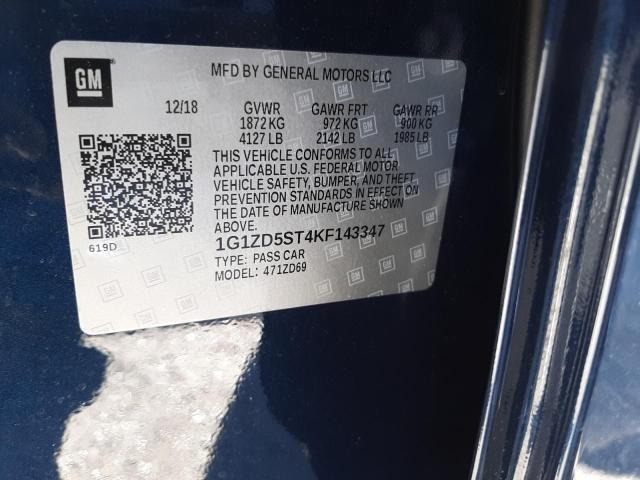 GM
MFD BY GENERAL MOTORS LLC
12/18 GVWR GAWR FRT GAWR RR
1872 KG 972 KG 900 KG
4127 LB 2142 LB 1985 LB
THIS VEHICLE CONFORMS TO ALL
APPLICABLE U.S. FEDERAL MOTOR
VEHICLE SAFETY, BUMPER, AND THEFT
PREVENTION STANDARDS IN EFFECT ON
THE DATE OF MANUFACTURE SHOWN
ABOVE.
619D
1G1ZD5ST4KF143347
TYPE: PASS CAR
MODEL: 471ZD69